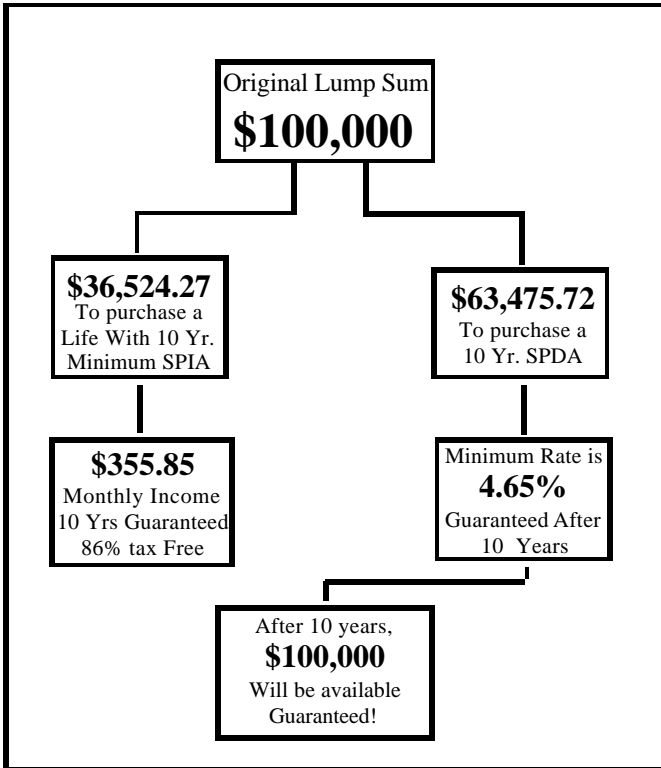 Original Lump Sum
$100,000
$36,524.27
To purchase a
Life With 10 Yr.
Minimum SPIA
$63,475.72
To purchase a
10 Yr. SPDA
$355.85
Monthly Income
10 Yrs Guaranteed
86% tax Free
Minimum Rate is
4.65%
Guaranteed After
10 Years
After 10 years,
$100,000
Will be available
Guaranteed!